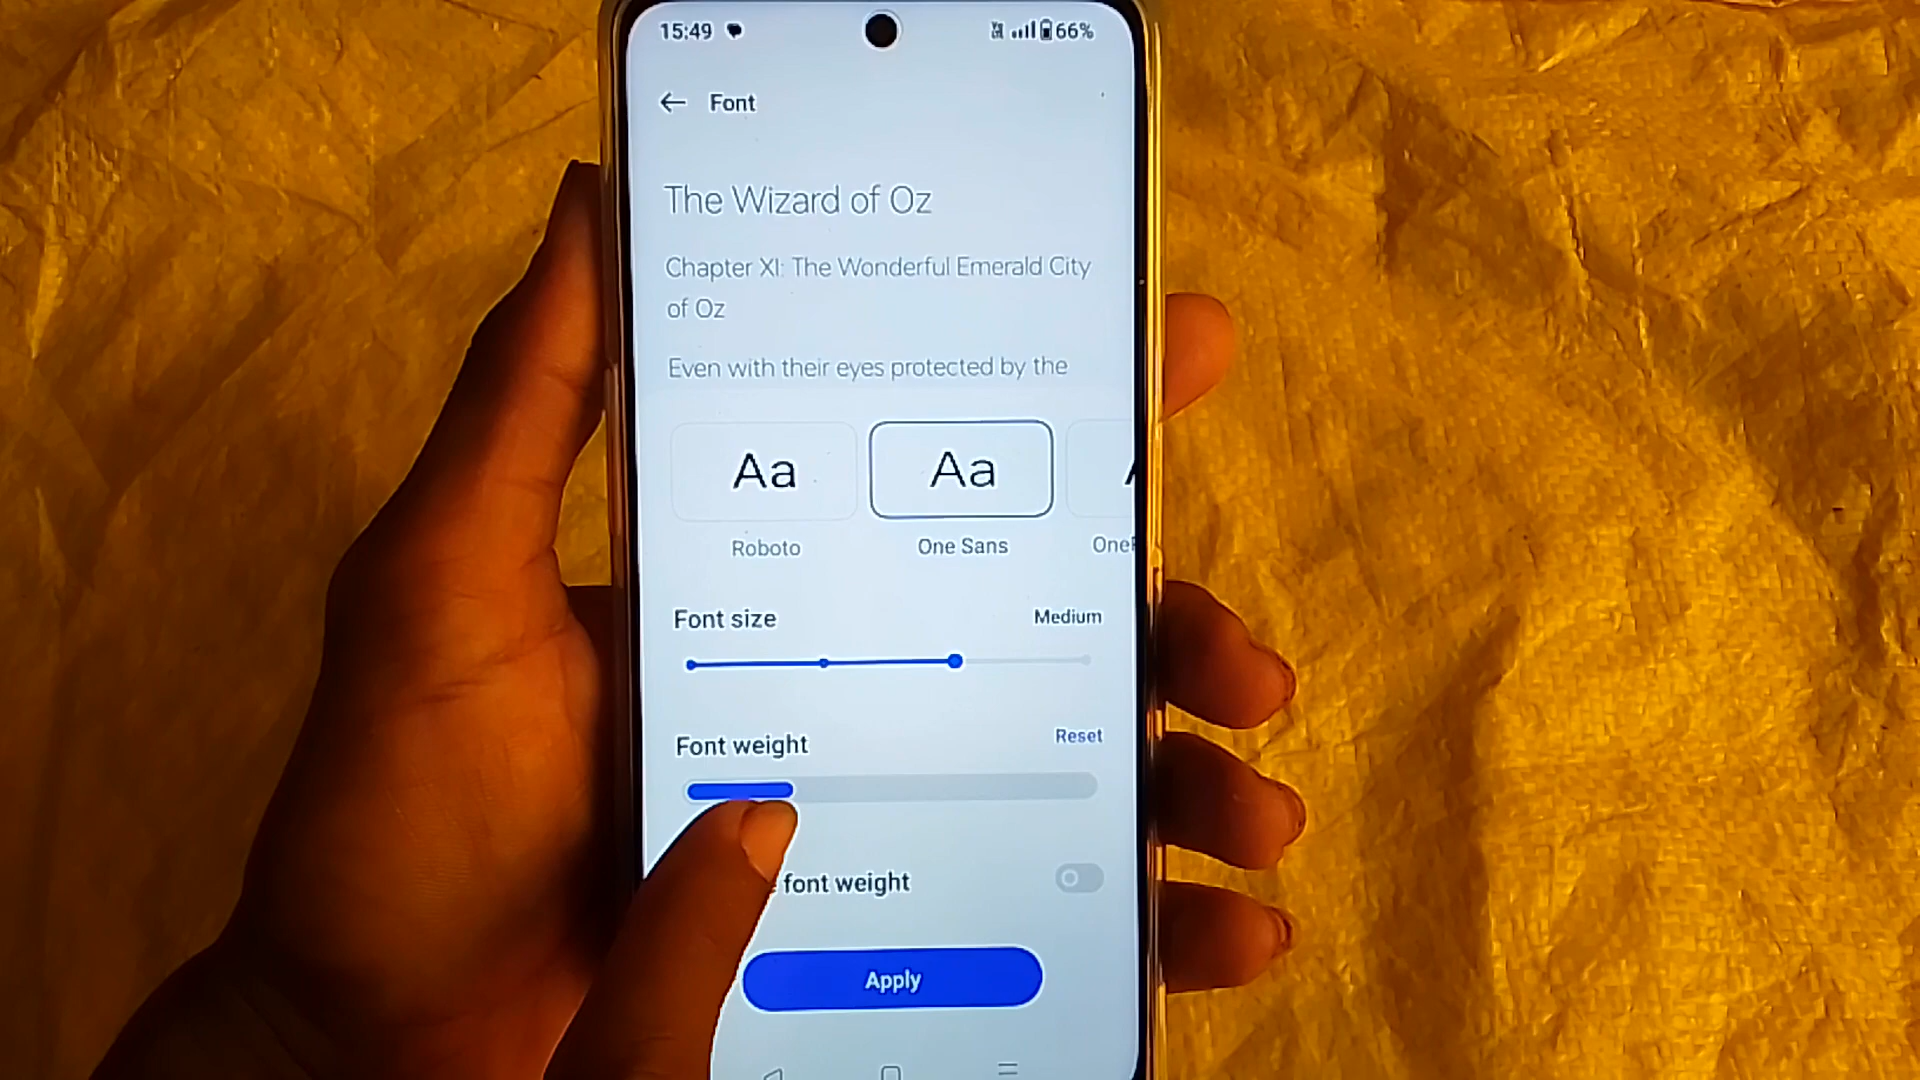 15:49 66%
Font
The Wizard of Oz
Chapter XI: The Wonderful Emerald City
of Oz
Even with their eyes protected by the
Aa Aa
Roboto One Sans
Font size Medium
Font weight Reset
font weight
Apply